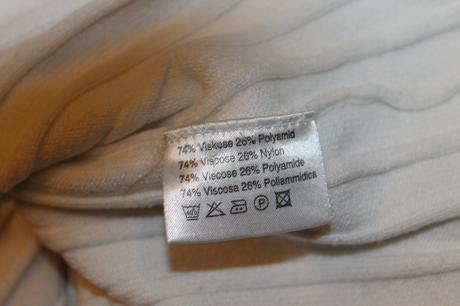 74% Viskose 26% Polyamid
74% Viscose 26% Nylon
74% Viscose 26% Polyamide
74% Viscosa 26% Poliammidica
P